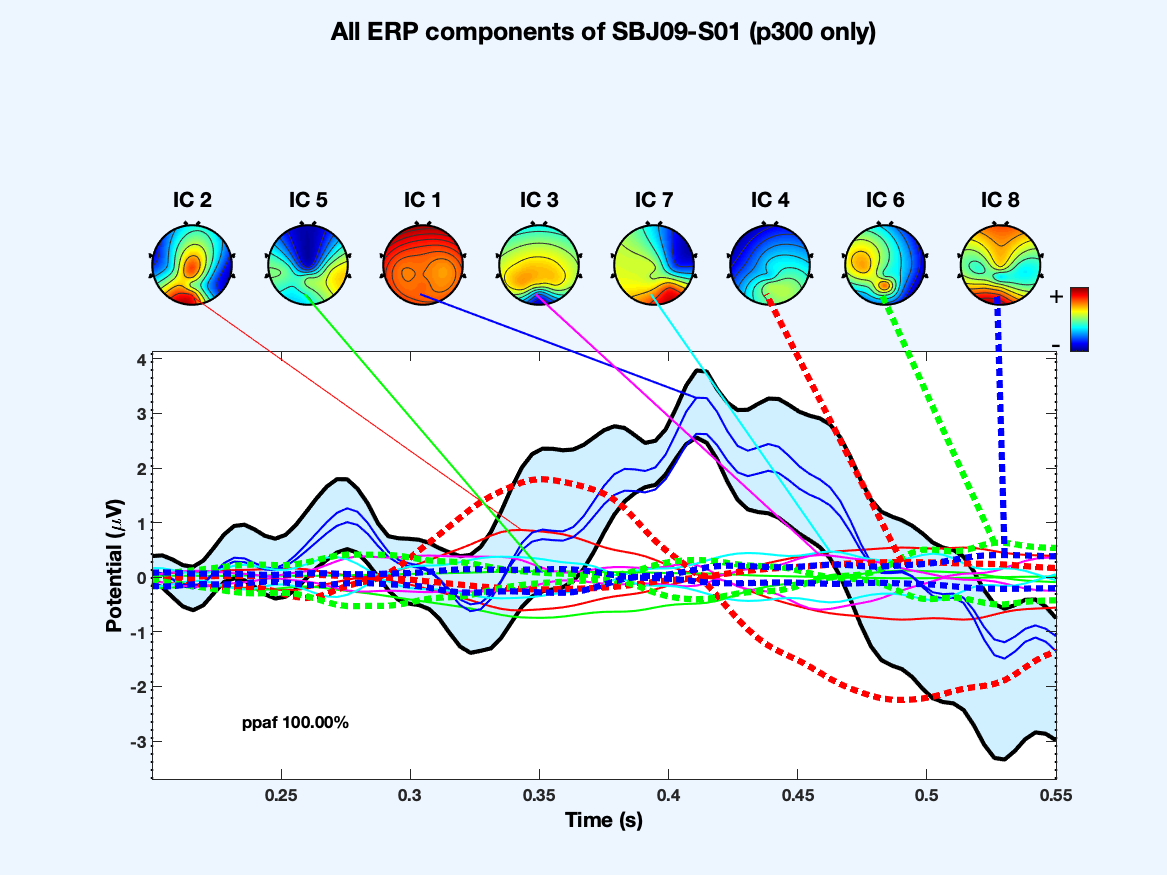 All ERP components of SBJ09-S01 (p300 only)
IC 2 IC 5 IC 1 IC 3 IC 7 IC 4 IC 6 IC 8
+
-
4
3
2
1
0
-1
-2
-3
Potential (μV)
ppaf 100.00%
0.25 0.3 0.35 0.4 0.45 0.5 0.55
Time (s)